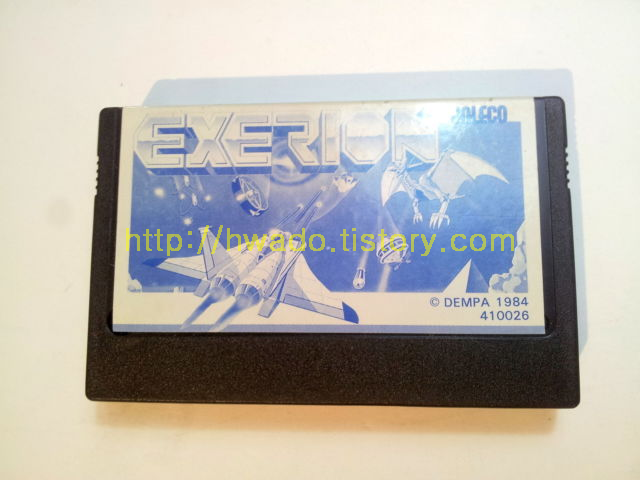 EXERION
JALECO
http://hwado.tistory.com
© DEMPA 1984
410026